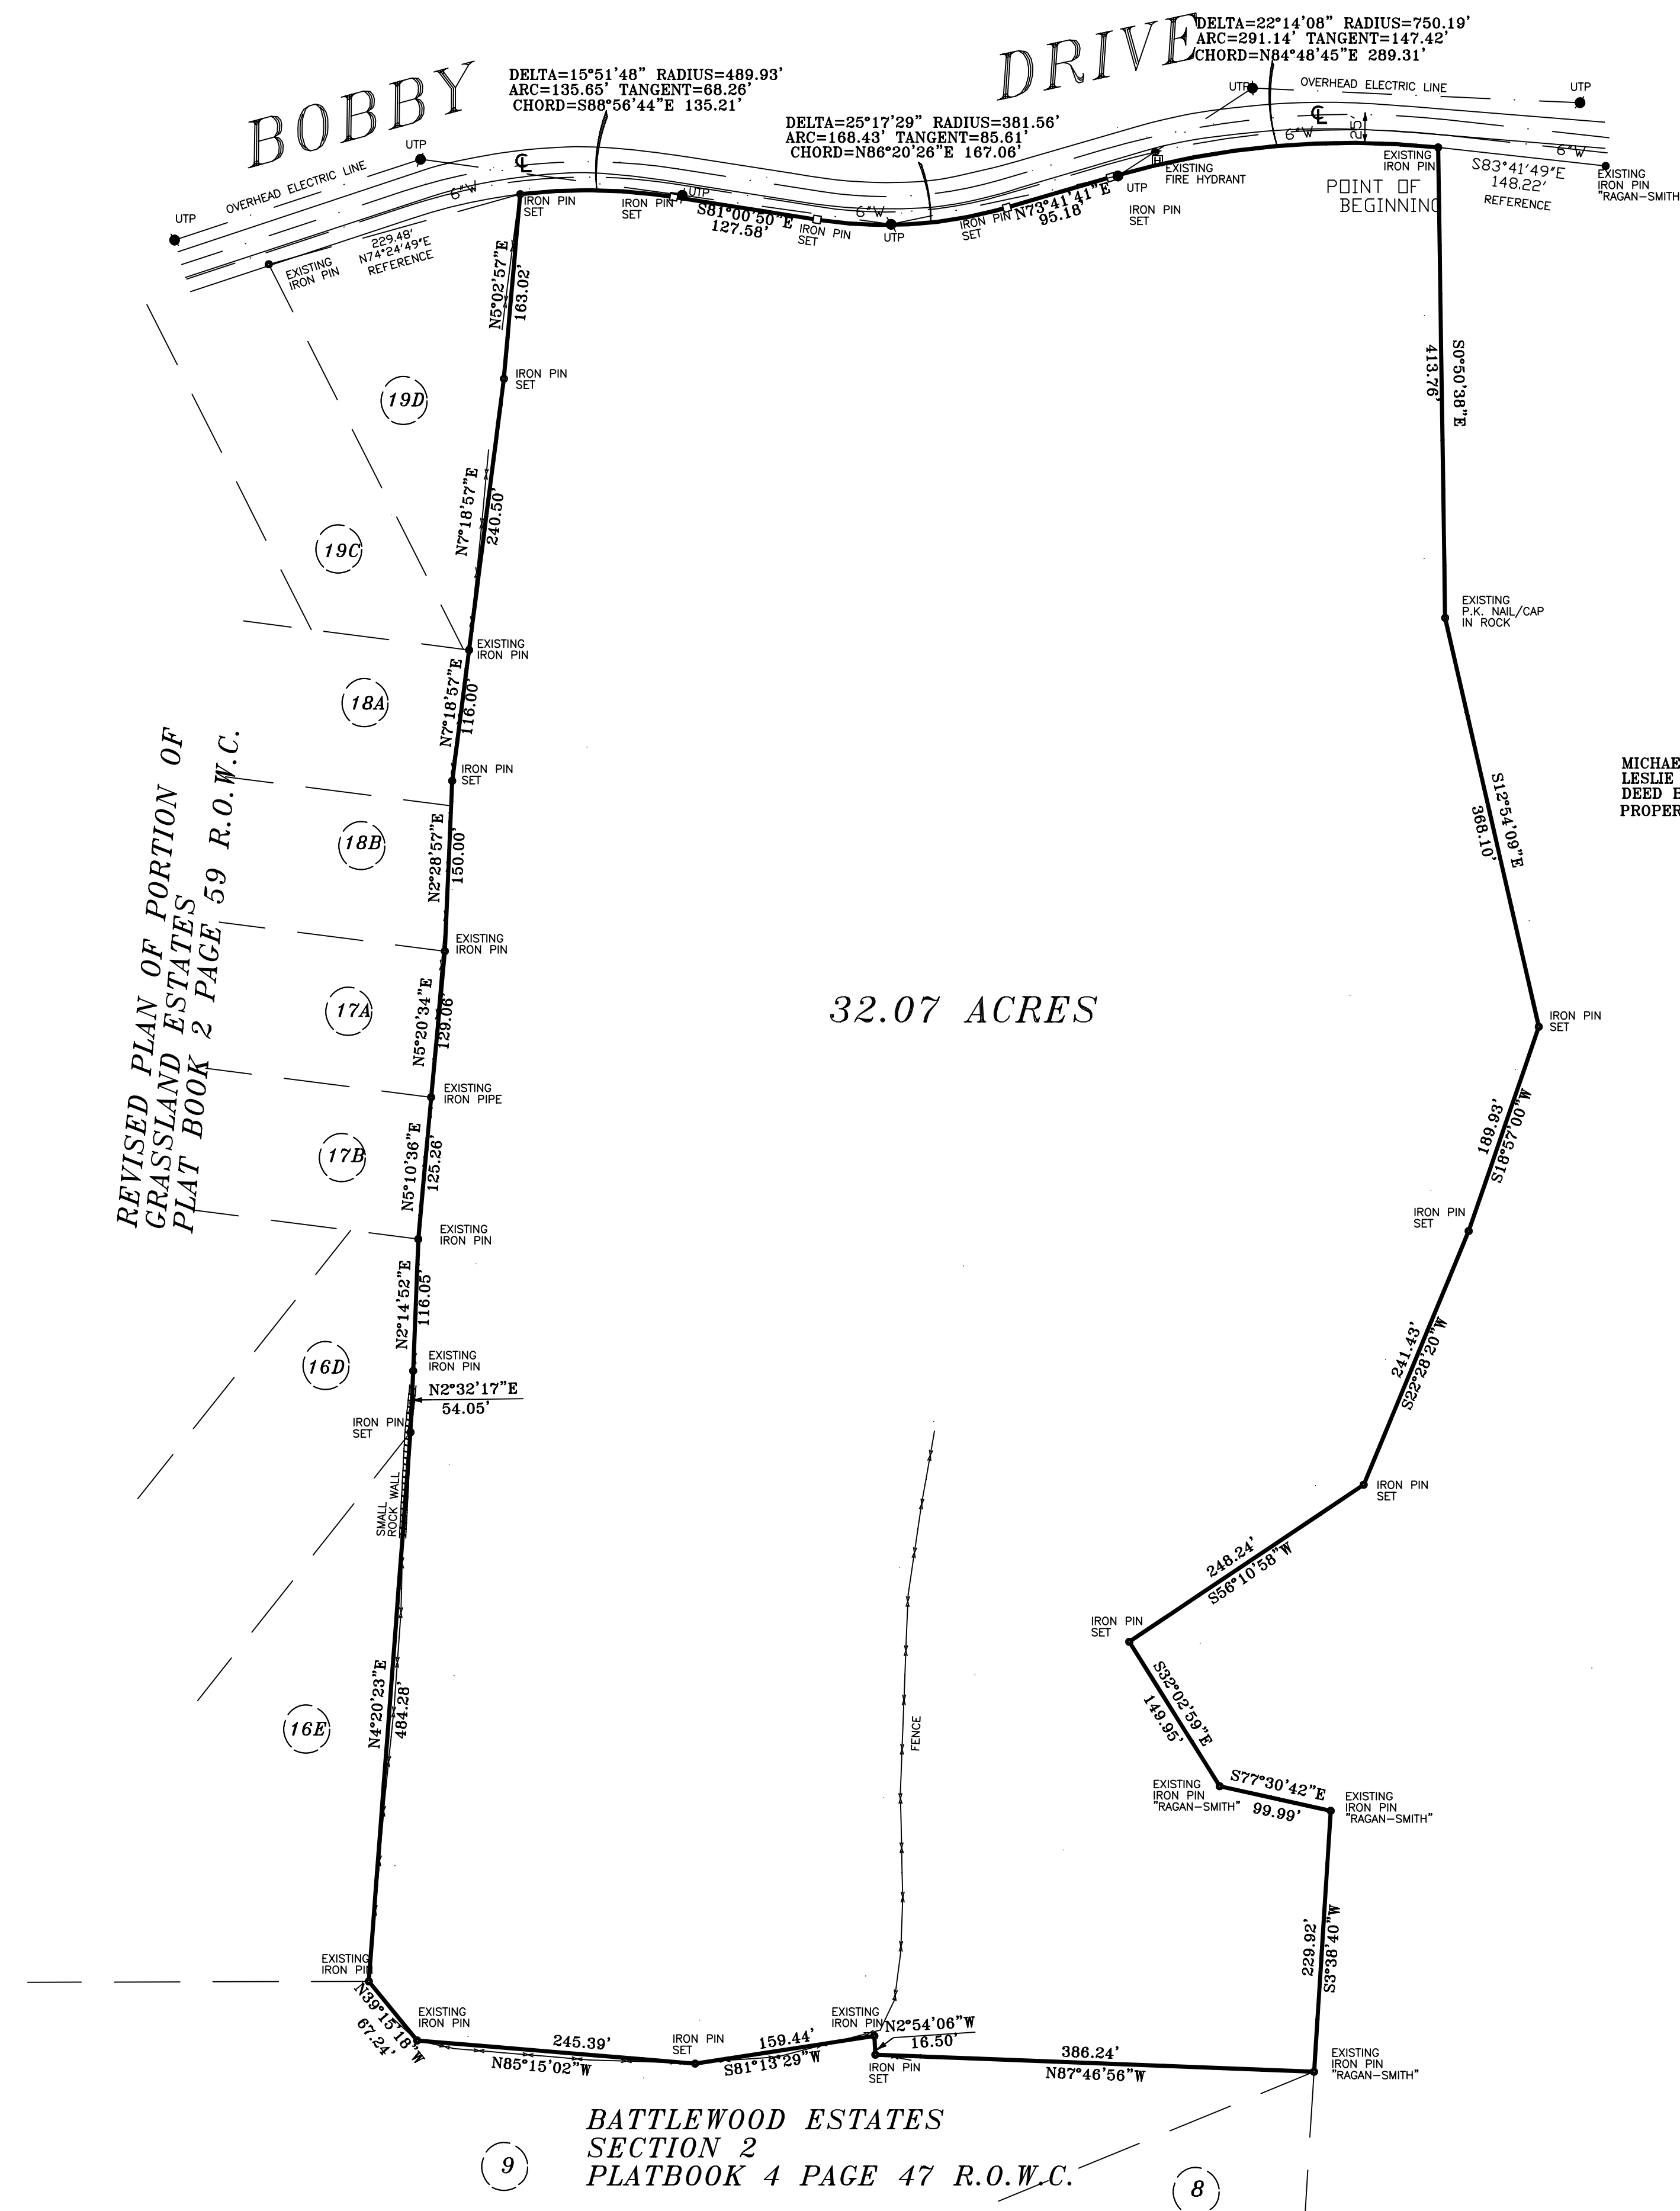 BOBBY DRIVE
DELTA=15°51'48" RADIUS=489.93'
ARC=135.65' TANGENT=68.26'
CHORD=S88°56'44"E 135.21'
DELTA=25°17'29" RADIUS=381.56'
ARC=168.43' TANGENT=85.61'
CHORD=N86°20'26"E 167.06'
DELTA=22°14'08" RADIUS=750.19'
ARC=291.14' TANGENT=147.42'
CHORD=N84°48'45"E 289.31'
UTP
OVERHEAD ELECTRIC LINE
UTP
UTP
OVERHEAD ELECTRIC LINE
UTP
6"W
℄
6"W
6"W
℄
25'
6"W
229.48'
N74°24'49"E
REFERENCE
EXISTING
IRON PIN
IRON PIN
SET
IRON PIN
SET
UTP
S81°00'50"E
127.58'
IRON PIN
SET
UTP
IRON PIN
SET
N73°41'41"E
95.18'
UTP
IRON PIN
SET
H
EXISTING
FIRE HYDRANT
EXISTING
IRON PIN
POINT OF
BEGINNING
S83°41'49"E
148.22'
REFERENCE
EXISTING
IRON PIN
"RAGAN-SMITH
N5°02'57"E
163.02'
IRON PIN
SET
19D
N7°18'57"E
240.50'
19C
EXISTING
IRON PIN
N7°18'57"E
116.00'
18A
IRON PIN
SET
N2°28'57"E
150.00'
18B
EXISTING
IRON PIN
N5°20'34"E
129.06'
17A
EXISTING
IRON PIPE
N5°10'36"E
125.26'
17B
EXISTING
IRON PIN
N2°14'52"E
116.05'
16D
EXISTING
IRON PIN
N2°32'17"E
54.05'
IRON PIN
SET
SMALL
ROCK WALL
N4°20'23"E
484.28'
16E
REVISED PLAN OF PORTION OF
GRASSLAND ESTATES
PLAT BOOK 2 PAGE 59 R.O.W.C.
32.07 ACRES
S0°50'38"E
413.76'
EXISTING
P.K. NAIL/CAP
IN ROCK
S12°54'09"E
368.10'
MICHAE
LESLIE
DEED B
PROPER
IRON PIN
SET
189.93'
S18°57'00"W
IRON PIN
SET
241.43'
S22°28'20"W
IRON PIN
SET
248.24'
S56°10'58"W
IRON PIN
SET
S32°02'59"E
149.95'
EXISTING
IRON PIN
"RAGAN-SMITH"
S77°30'42"E
99.99'
EXISTING
IRON PIN
"RAGAN-SMITH"
229.92'
S3°38'40"W
FENCE
EXISTING
IRON PIN
N39°15'18"W
67.24'
EXISTING
IRON PIN
245.39'
N85°15'02"W
IRON PIN
SET
159.44'
S81°13'29"W
EXISTING
IRON PIN
N2°54'06"W
16.50'
IRON PIN
SET
386.24'
N87°46'56"W
EXISTING
IRON PIN
"RAGAN-SMITH"
BATTLEWOOD ESTATES
SECTION 2
PLATBOOK 4 PAGE 47 R.O.W.C.
9
8